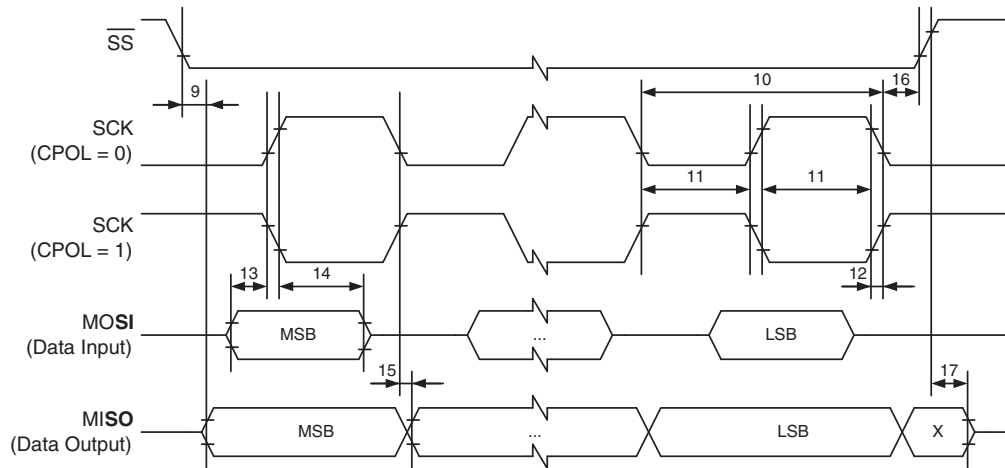 SS
9
10
16
SCK
(CPOL = 0)
11
11
SCK
(CPOL = 1)
13
14
12
MOSI
(Data Input)
MSB
...
LSB
15
17
MISO
(Data Output)
MSB
...
LSB
X